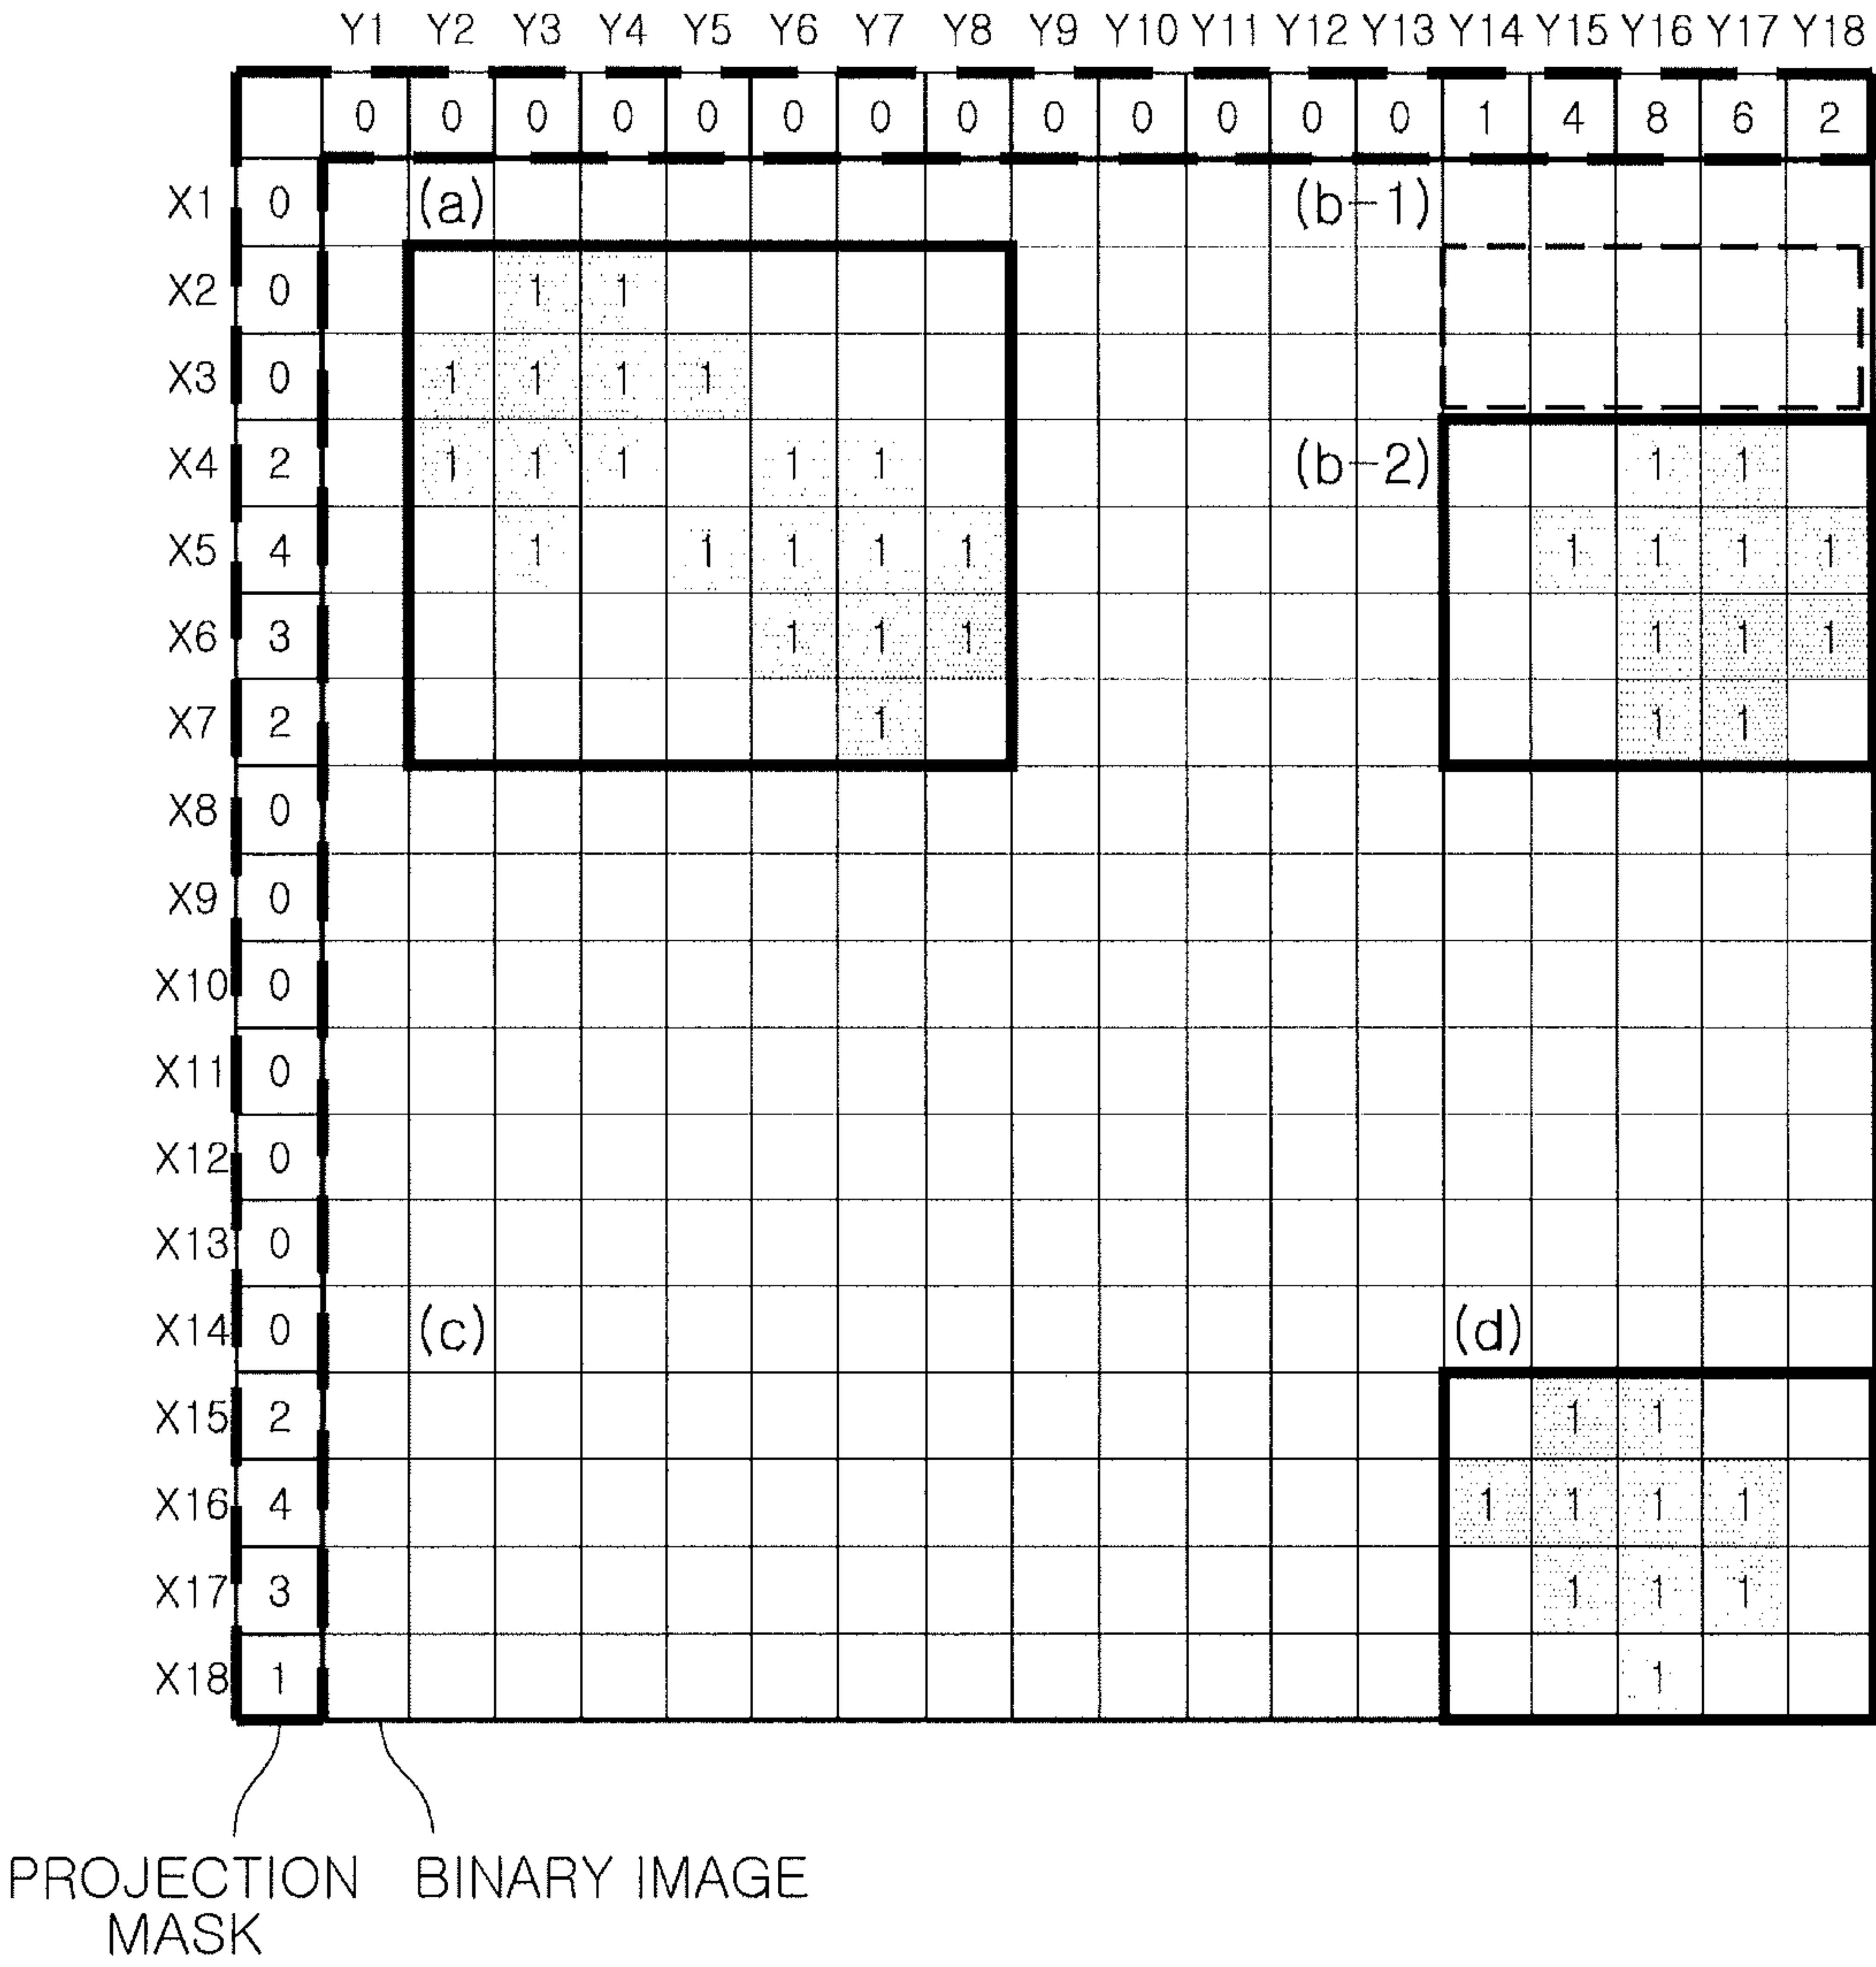 Y1 Y2 Y3 Y4 Y5 Y6 Y7 Y8 Y9 Y10 Y11 Y12 Y13 Y14 Y15 Y16 Y17 Y18
0 0 0 0 0 0 0 0 0 0 0 0 0 1 4 8 6 2
X1 0 (a) (b-1)
X2 0 1 1
X3 0 1 1 1 1
X4 2 1 1 1 1 1 (b-2) 1 1
X5 4 1 1 1 1 1 1 1 1 1
X6 3 1 1 1 1 1 1
X7 2 1 1 1
X8 0
X9 0
X10 0
X11 0
X12 0
X13 0
X14 0 (c) (d)
X15 2 1 1
X16 4 1 1 1 1
X17 3 1 1 1
X18 1 1
PROJECTION BINARY IMAGE
MASK